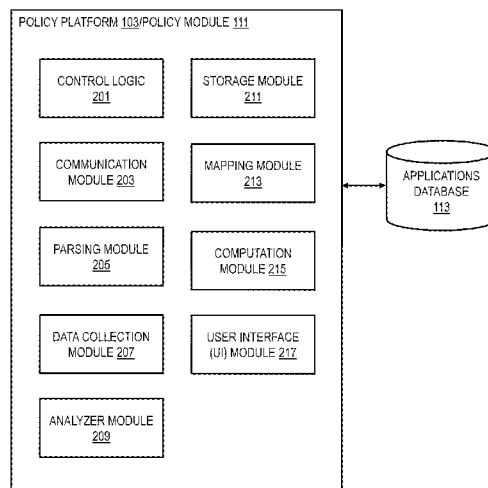 POLICY PLATFORM 103/POLICY MODULE 111
CONTROL LOGIC
201
STORAGE MODULE
211
COMMUNICATION
MODULE 203
MAPPING MODULE
213
PARSING MODULE
205
COMPUTATION
MODULE 215
DATA COLLECTION
MODULE 207
USER INTERFACE
(UI) MODULE 217
ANALYZER MODULE
209
APPLICATIONS
DATABASE
113